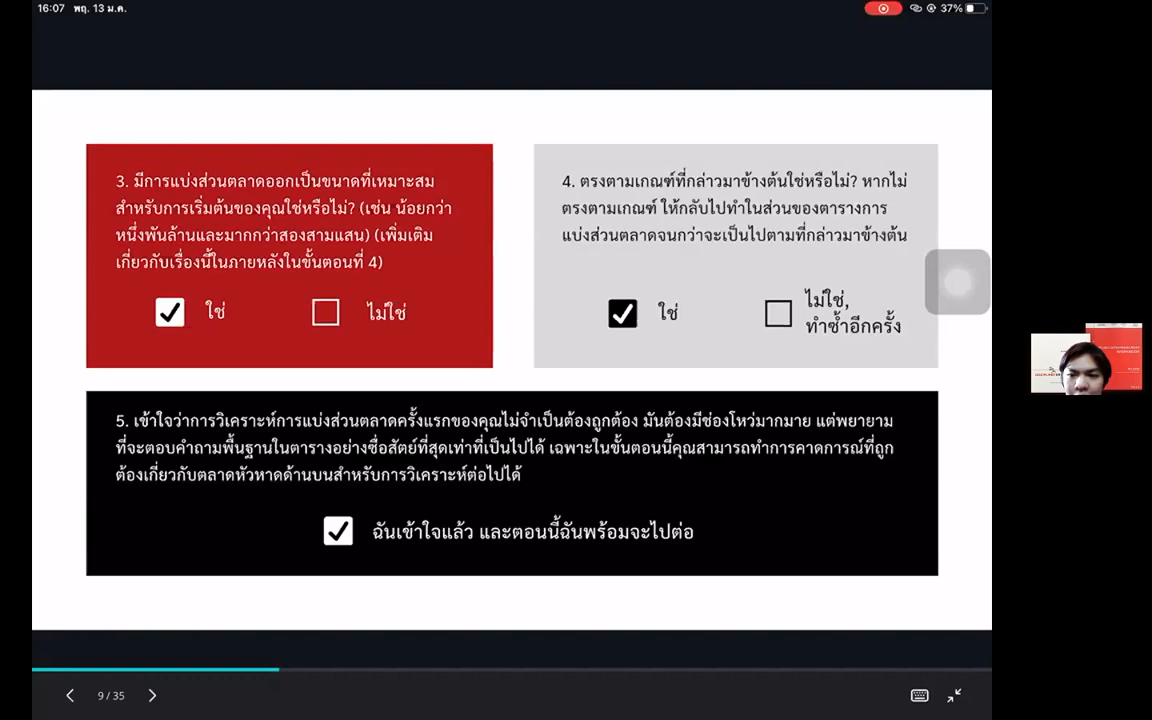 16:07 พฤ. 13 ม.ค.
37%
3. มีการแบ่งส่วนตลาดออกเป็นขนาดที่เหมาะสม
สำหรับการเริ่มต้นของคุณใช่หรือไม่? (เช่น น้อยกว่า
หนึ่งพันล้านและมากกว่าสองสามแสน) (เพิ่มเติม
เกี่ยวกับเรื่องนี้ในภายหลังในขั้นตอนที่ 4)
ใช่
ไม่ใช่
4. ตรงตามเกณฑ์ที่กล่าวมาข้างต้นใช่หรือไม่? หากไม่
ตรงตามเกณฑ์ ให้กลับไปทำในส่วนของตารางการ
แบ่งส่วนตลาดจนกว่าจะเป็นไปตามที่กล่าวมาข้างต้น
ใช่
ไม่ใช่,
ทำซ้ำอีกครั้ง
5. เข้าใจว่าการวิเคราะห์การแบ่งส่วนตลาดครั้งแรกของคุณไม่จำเป็นต้องถูกต้อง มันต้องมีช่องโหว่มากมาย แต่พยายาม
ที่จะตอบคำถามพื้นฐานในตารางอย่างซื่อสัตย์ที่สุดเท่าที่เป็นไปได้ เฉพาะในขั้นตอนนี้คุณสามารถทำการคาดการณ์ที่ถูก
ต้องเกี่ยวกับตลาดหัวหาดด้านบนสำหรับการวิเคราะห์ต่อไปได้
ฉันเข้าใจแล้ว และตอนนี้ฉันพร้อมจะไปต่อ
9 / 35